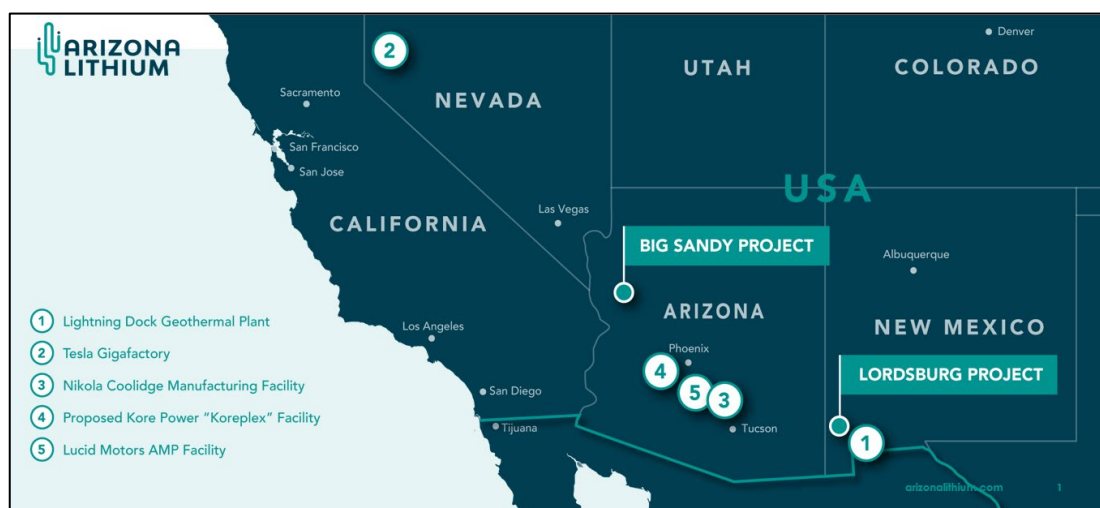 ARIZONA
LITHIUM
2
Denver
UTAH
COLORADO
NEVADA
Sacramento
San Francisco
San Jose
USA
Las Vegas
CALIFORNIA
BIG SANDY PROJECT
Albuquerque
ARIZONA
NEW MEXICO
Los Angeles
Phoenix
4
5
3
LORDSBURG PROJECT
San Diego
Tijuana
Tucson
1
1 Lightning Dock Geothermal Plant
2 Tesla Gigafactory
3 Nikola Coolidge Manufacturing Facility
4 Proposed Kore Power “Koreplex” Facility
5 Lucid Motors AMP Facility
arizonalithium.com 1